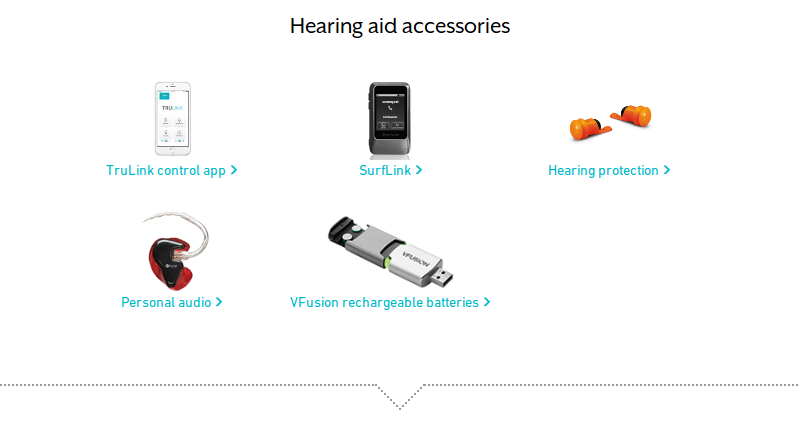 Hearing aid accessories
TRULINK
TruLink control app
SurfLink
Hearing protection
VFUSION
Personal audio
VFusion rechargeable batteries